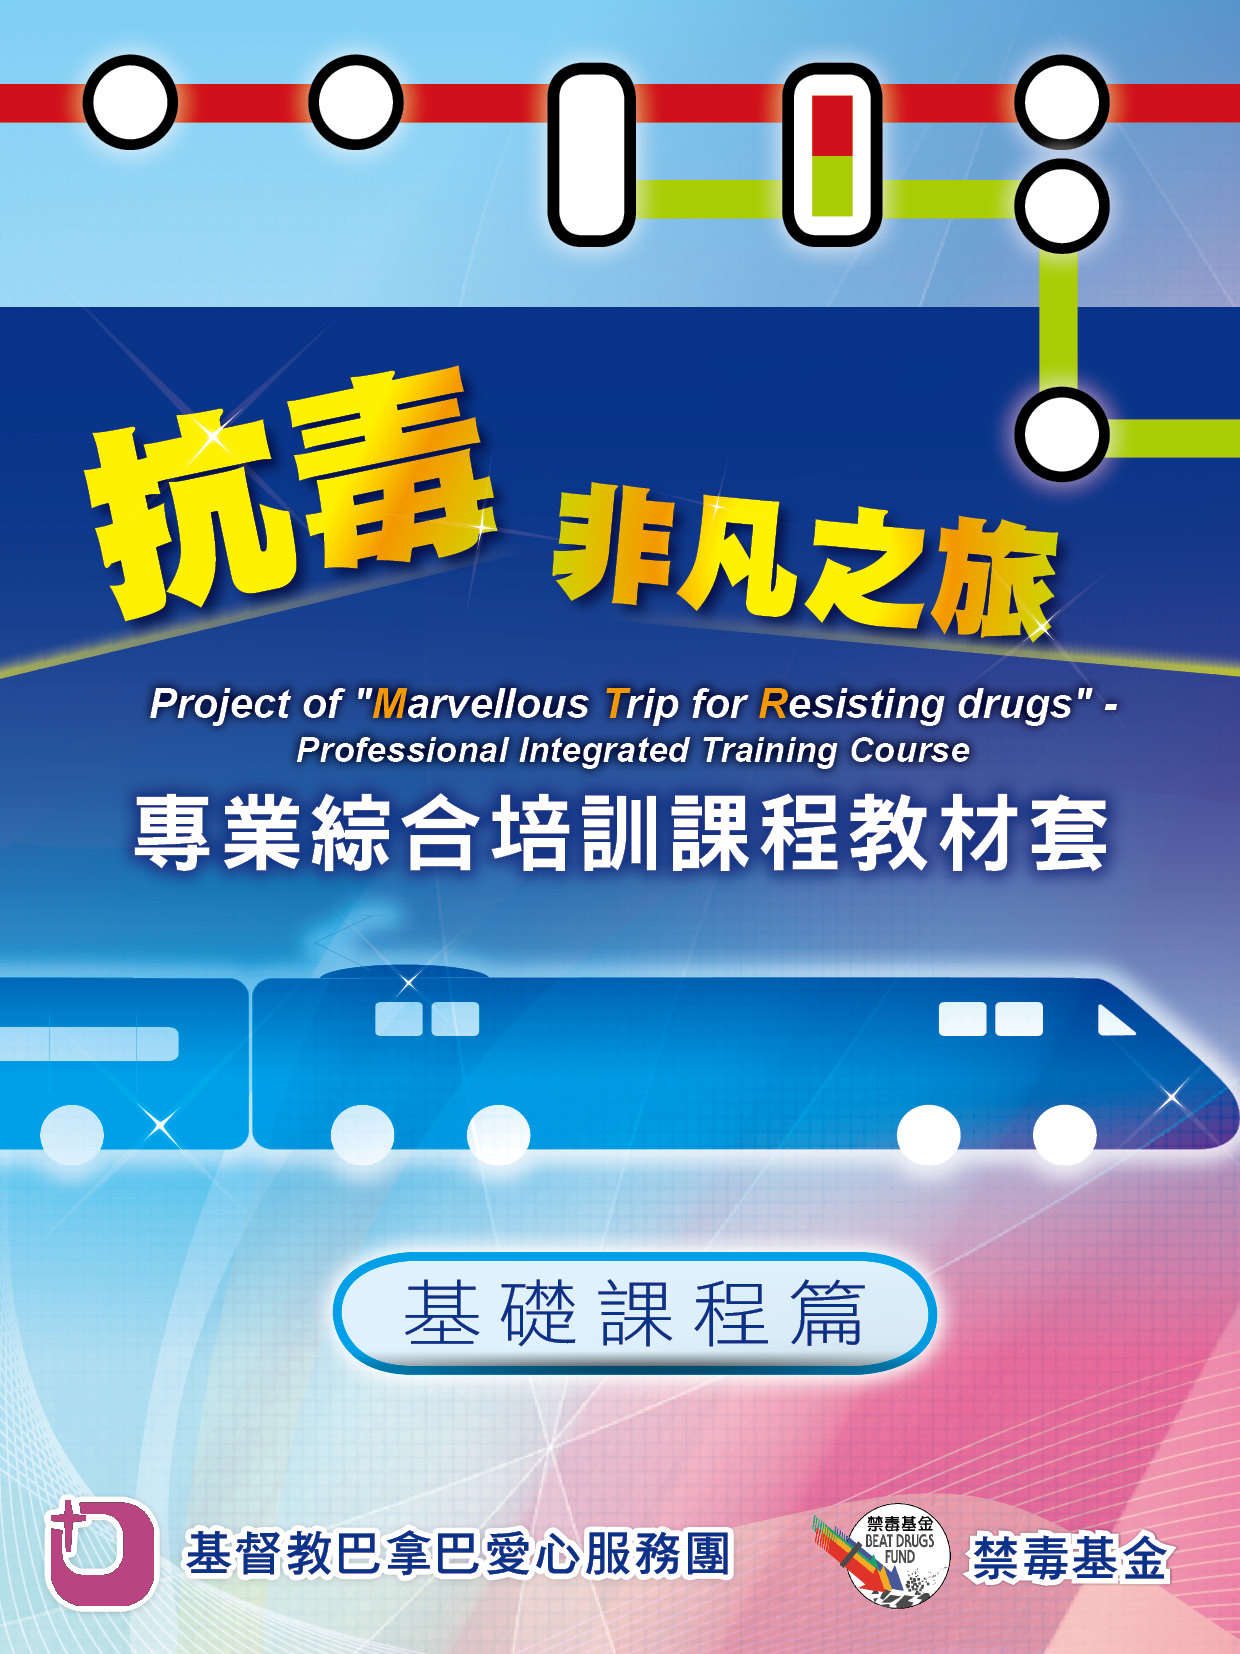 抗毒
非凡之旅
Project of "Marvellous Trip for Resisting drugs" -
Professional Integrated Training Course
專業綜合培訓課程教材套
基礎課程篇
基督教巴拿巴愛心服務團
禁毒基金
BEAT DRUGS
FUND
禁毒基金